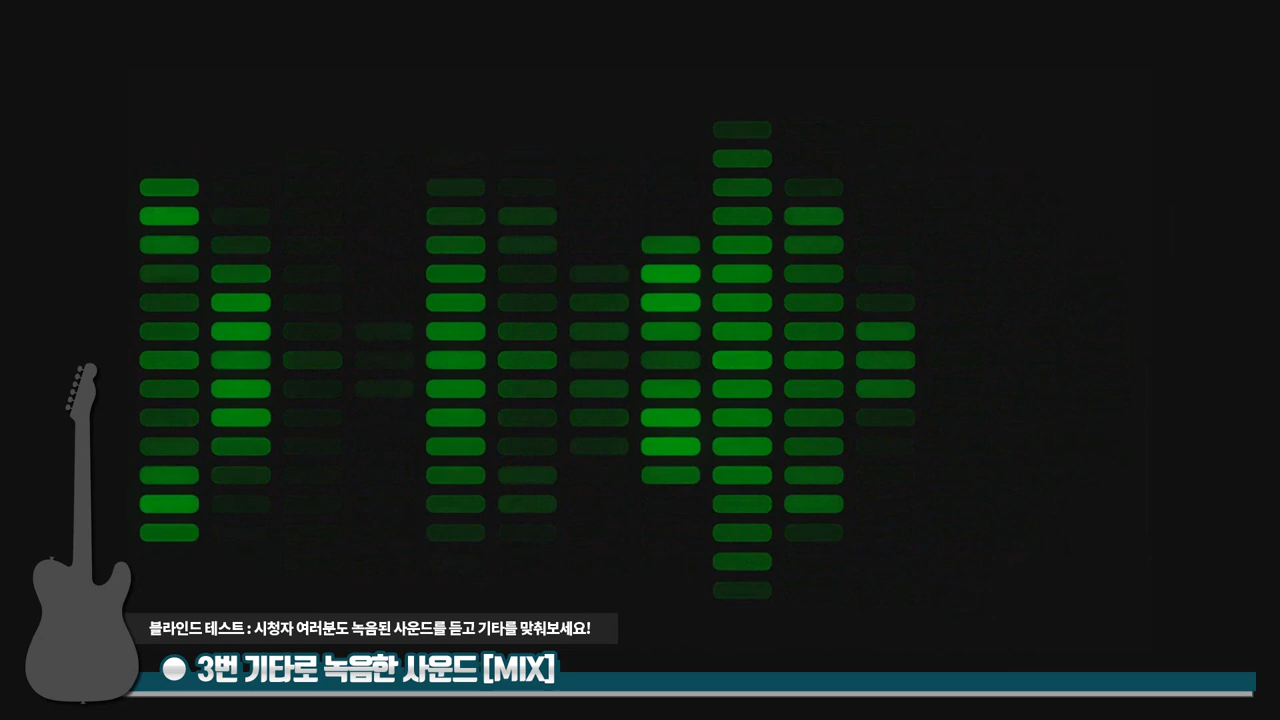 블라인드 테스트 : 시청자 여러분도 녹음된 사운드를 듣고 기타를 맞춰보세요!
3번 기타로 녹음한 사운드 [MIX]